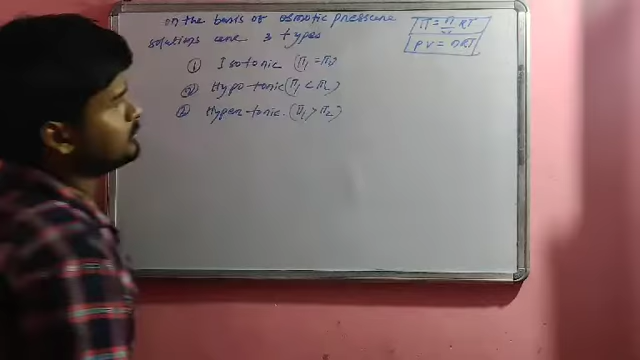 on the basis of osmotic pressure
solutions are 3 types
① Isotonic (π₁ = π₂)
② Hypo tonic (π₁ < π₂)
③ Hyper tonic. (π₁ > π₂)
π = n/v RT
PV = nRT